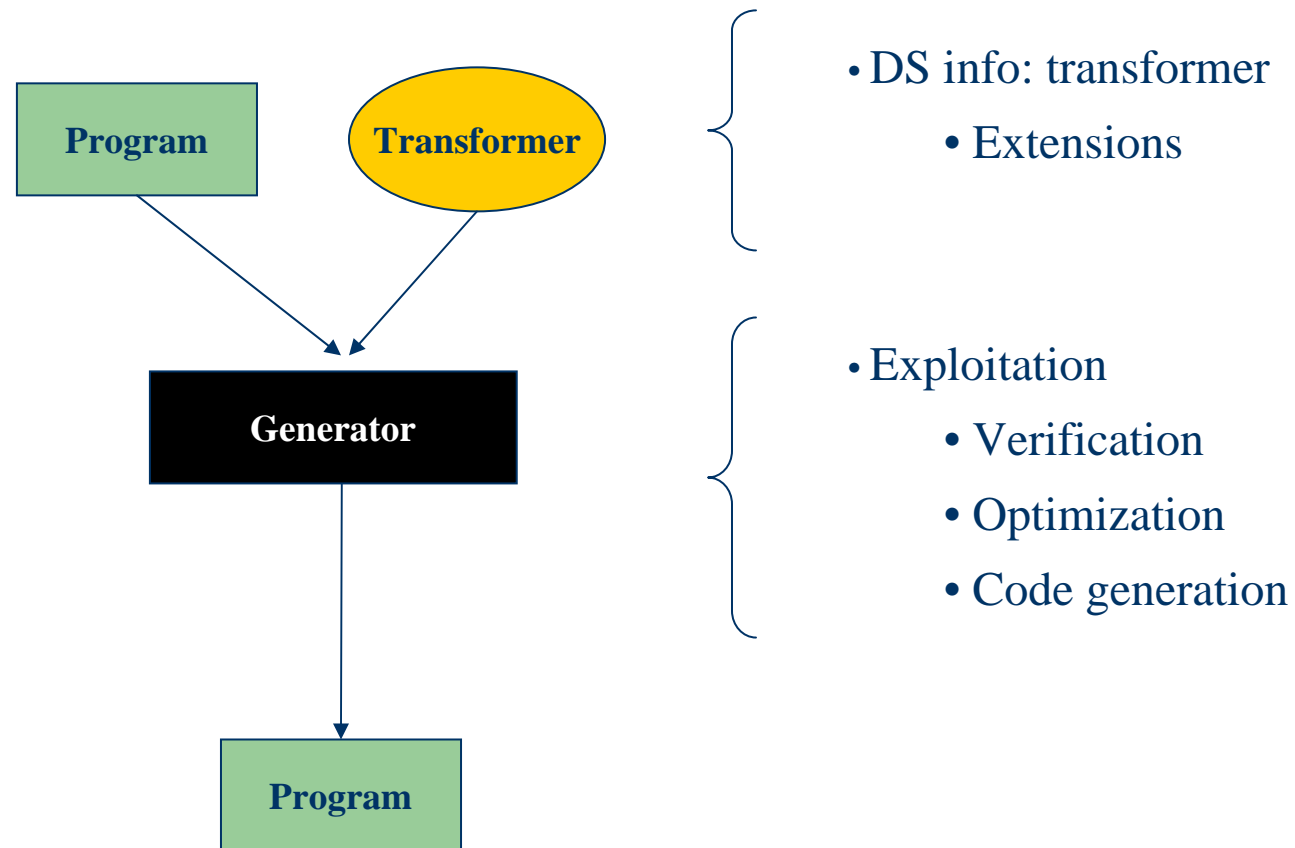 Program
Transformer
Generator
Program
• DS info: transformer
• Extensions
• Exploitation
• Verification
• Optimization
• Code generation